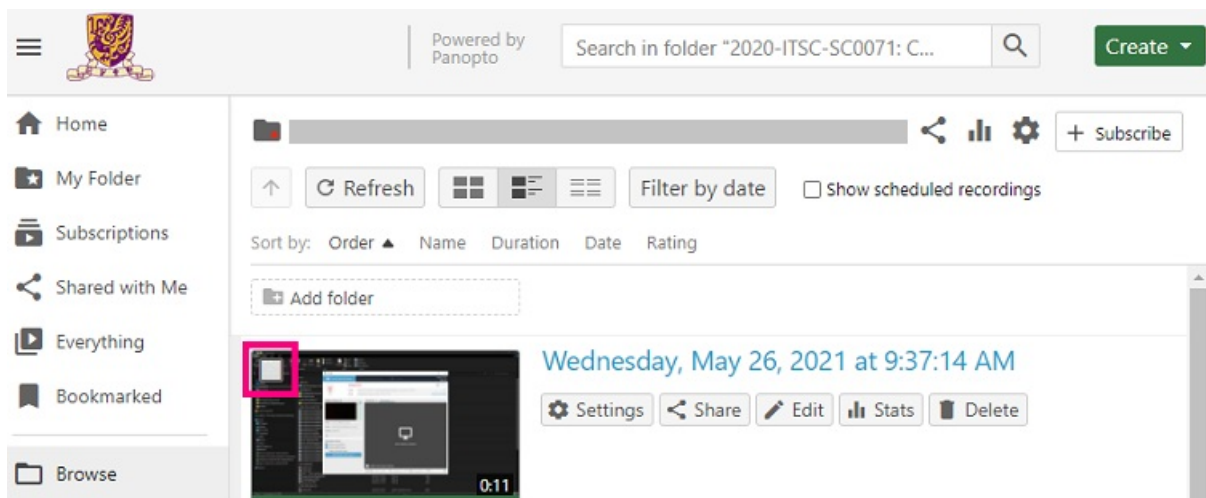 Powered by
Panopto
Search in folder "2020-ITSC-SC0071: C...
Create
Home
+ Subscribe
My Folder
Refresh
Filter by date
Show scheduled recordings
Subscriptions
Sort by: Order ▲ Name Duration Date Rating
Shared with Me
Add folder
Everything
Wednesday, May 26, 2021 at 9:37:14 AM
Bookmarked
Settings Share Edit Stats Delete
Browse
0:11